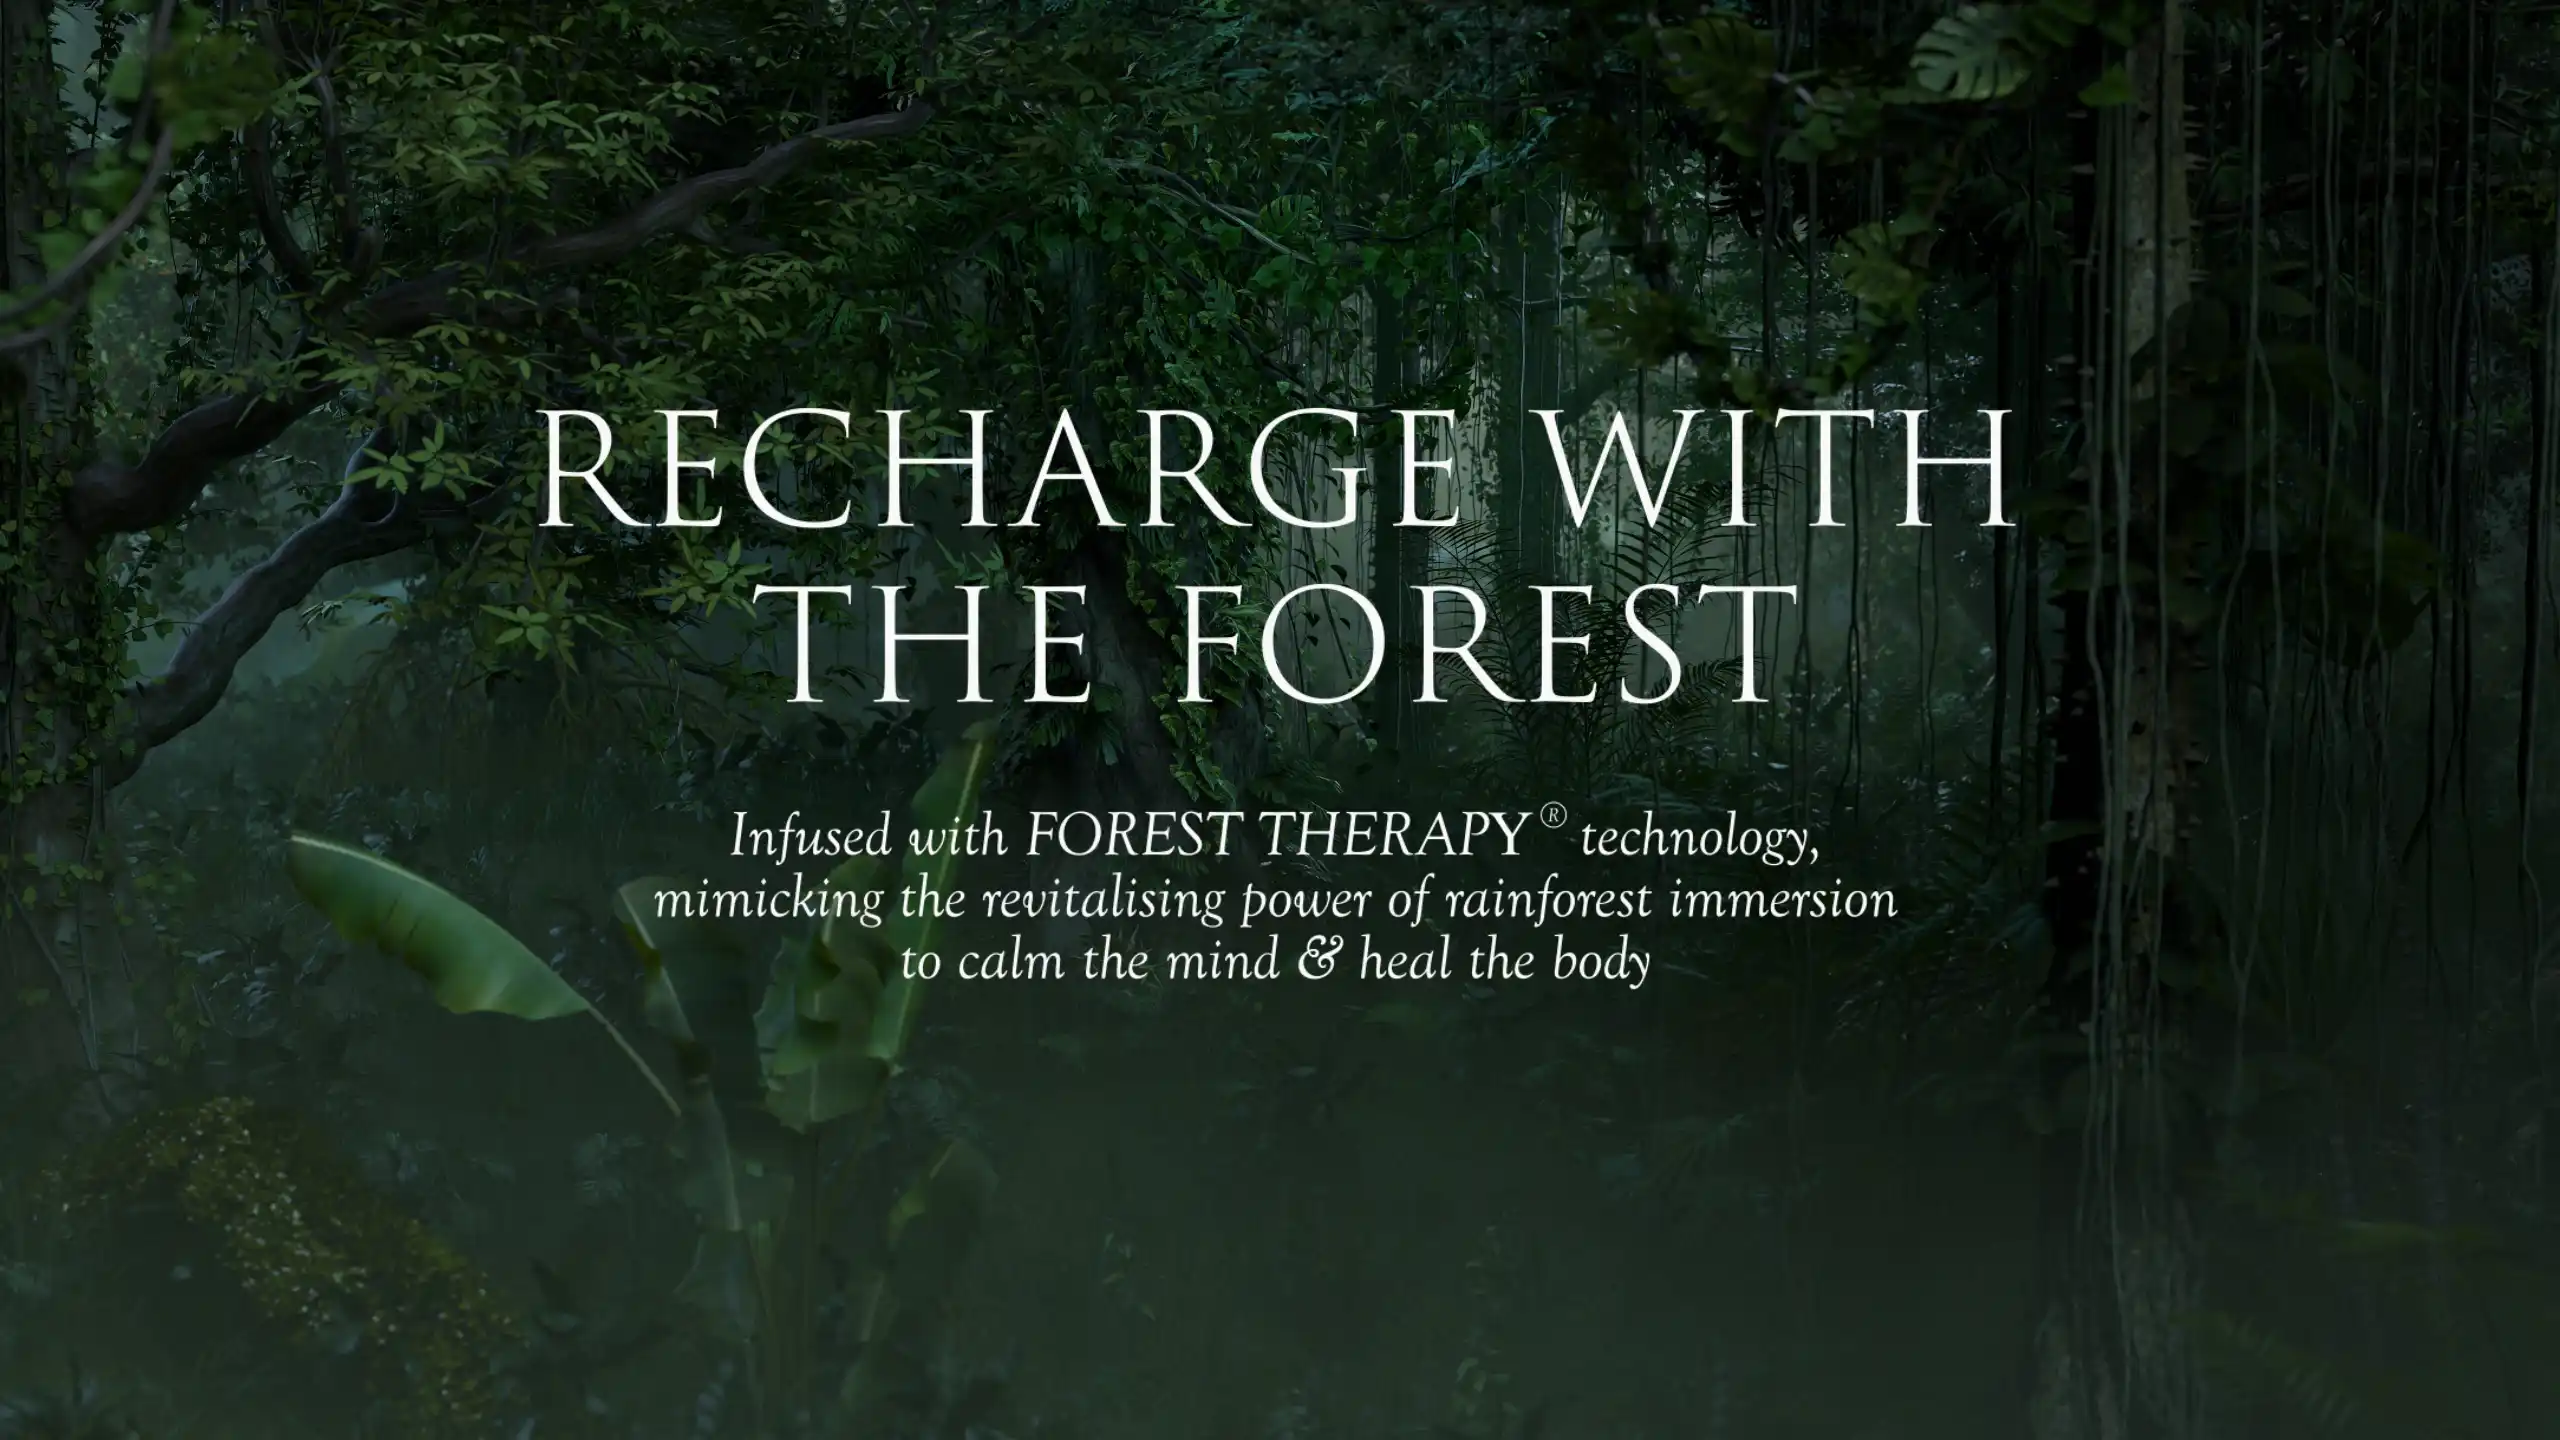 RECHARGE WITH
THE FOREST
Infused with FOREST THERAPY® technology,
mimicking the revitalising power of rainforest immersion
to calm the mind & heal the body